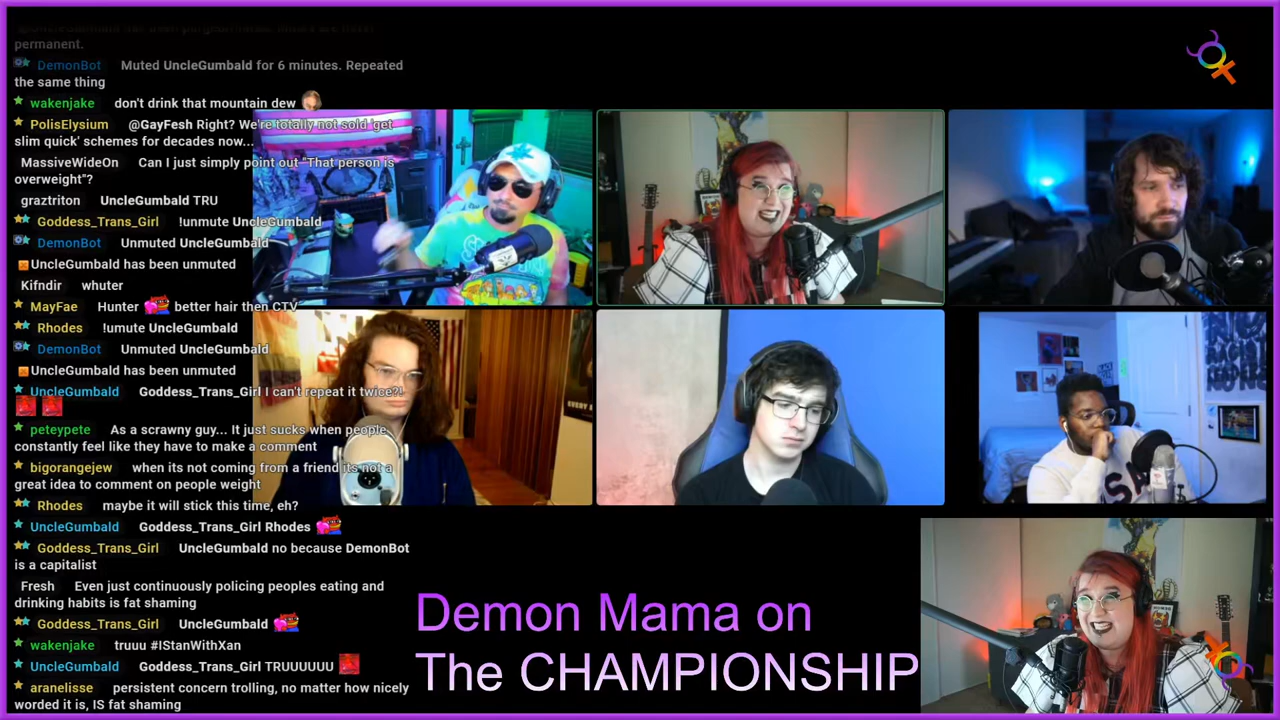 permanent.
DemonBot Muted UncleGumbald for 6 minutes. Repeated
the same thing
wakenjake don't drink that mountain dew
PolisElysium @GayFesh Right? We're totally not sold 'get
slim quick' schemes for decades now...
MassiveWideOn Can I just simply point out "That person is
overweight"?
graztriton UncleGumbald TRU
Goddess_Trans_Girl !unmute UncleGumbald
DemonBot Unmuted UncleGumbald
UncleGumbald has been unmuted
Kifndir whuter
MayFae Hunter better hair then CTV
Rhodes !umute UncleGumbald
DemonBot Unmuted UncleGumbald
UncleGumbald has been unmuted
UncleGumbald Goddess_Trans_Girl I can't repeat it twice?!
peteypete As a scrawny guy... It just sucks when people
constantly feel like they have to make a comment
bigorangejew when its not coming from a friend its not a
great idea to comment on people weight
Rhodes maybe it will stick this time, eh?
UncleGumbald Goddess_Trans_Girl Rhodes
Goddess_Trans_Girl UncleGumbald no because DemonBot
is a capitalist
Fresh Even just continuously policing peoples eating and
drinking habits is fat shaming
Goddess_Trans_Girl UncleGumbald
wakenjake truuu #IStanWithXan
UncleGumbald Goddess_Trans_Girl TRUUUUUU
aranelisse persistent concern trolling, no matter how nicely
worded it is, IS fat shaming
Demon Mama on
The CHAMPIONSHIP